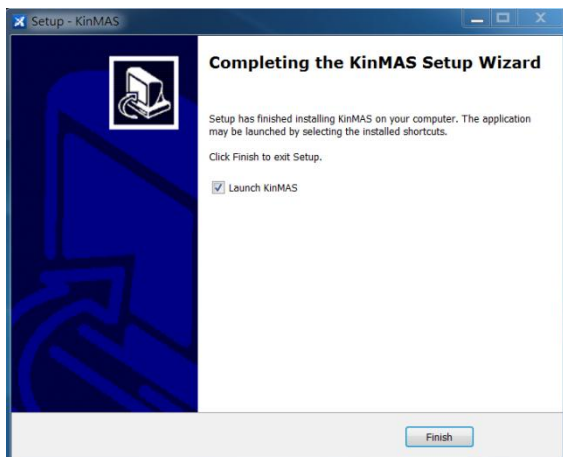 Setup - KinMAS
Completing the KinMAS Setup Wizard
Setup has finished installing KinMAS on your computer. The application
may be launched by selecting the installed shortcuts.
Click Finish to exit Setup.
Launch KinMAS
Finish